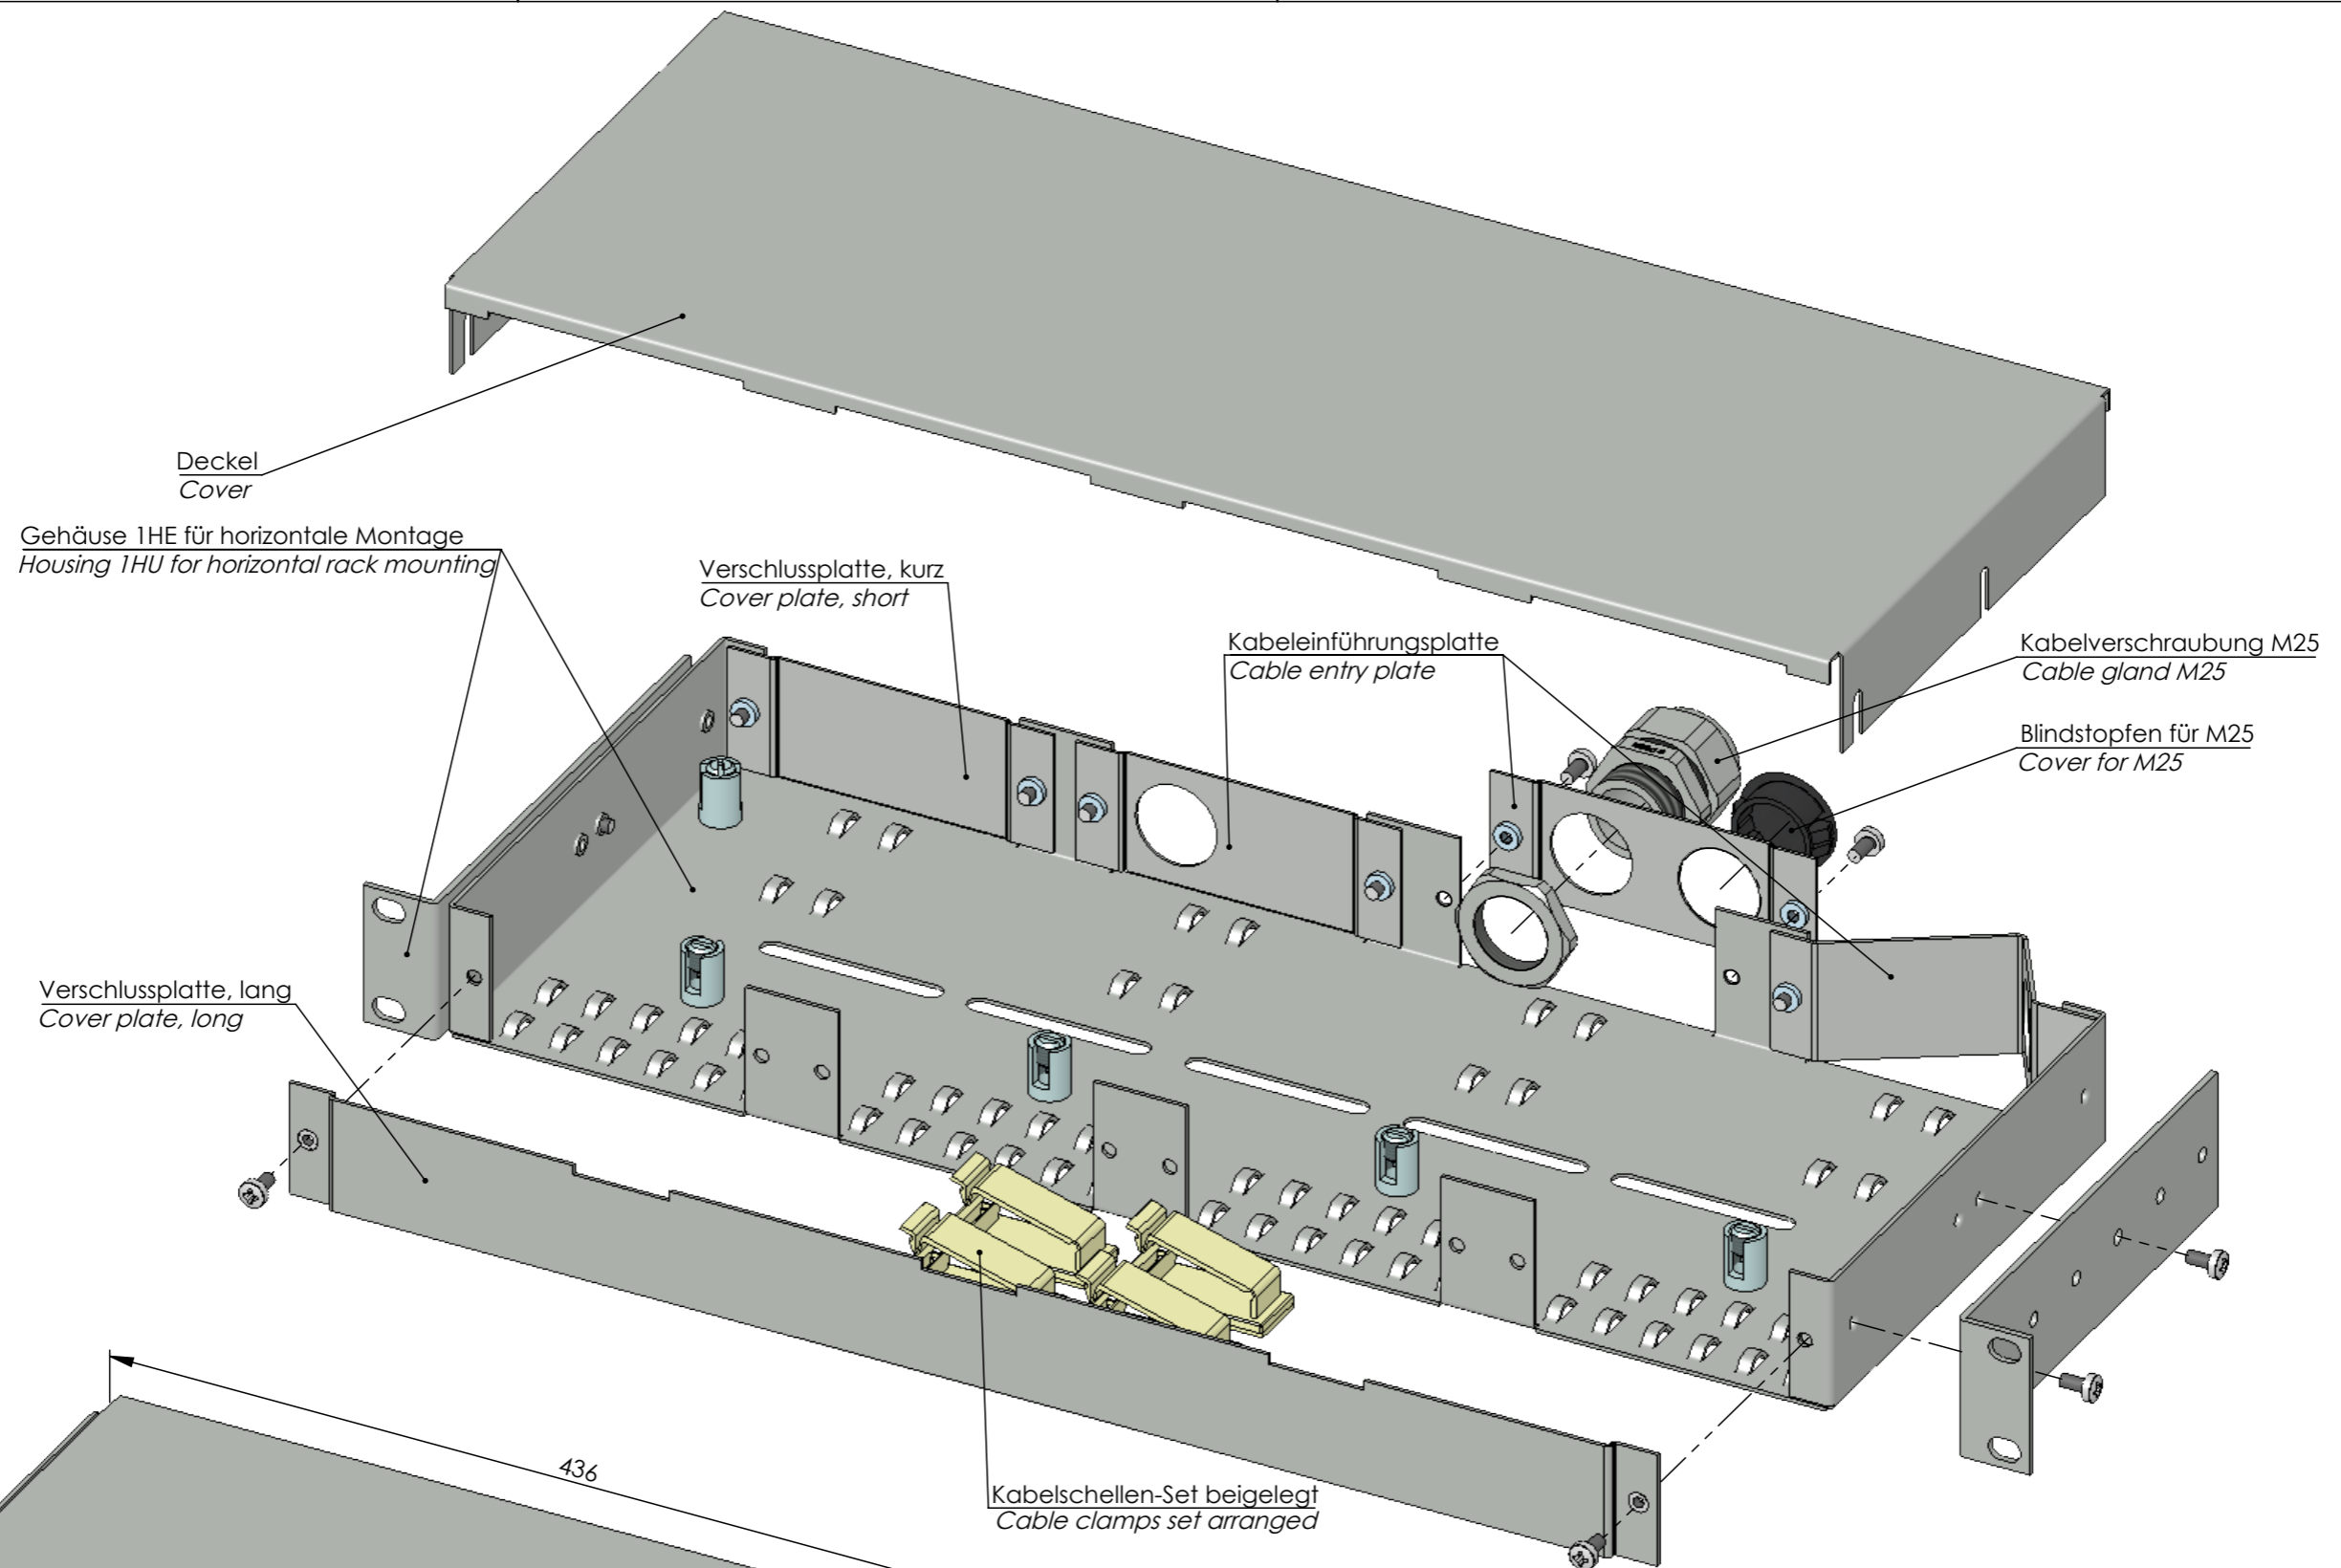 Deckel
Cover
Gehäuse 1HE für horizontale Montage
Housing 1HU for horizontal rack mounting
Verschlussplatte, kurz
Cover plate, short
Kabeleinführungsplatte
Cable entry plate
Kabelverschraubung M25
Cable gland M25
Blindstopfen für M25
Cover for M25
Verschlussplatte, lang
Cover plate, long
436
Kabelschellen-Set beigelegt
Cable clamps set arranged